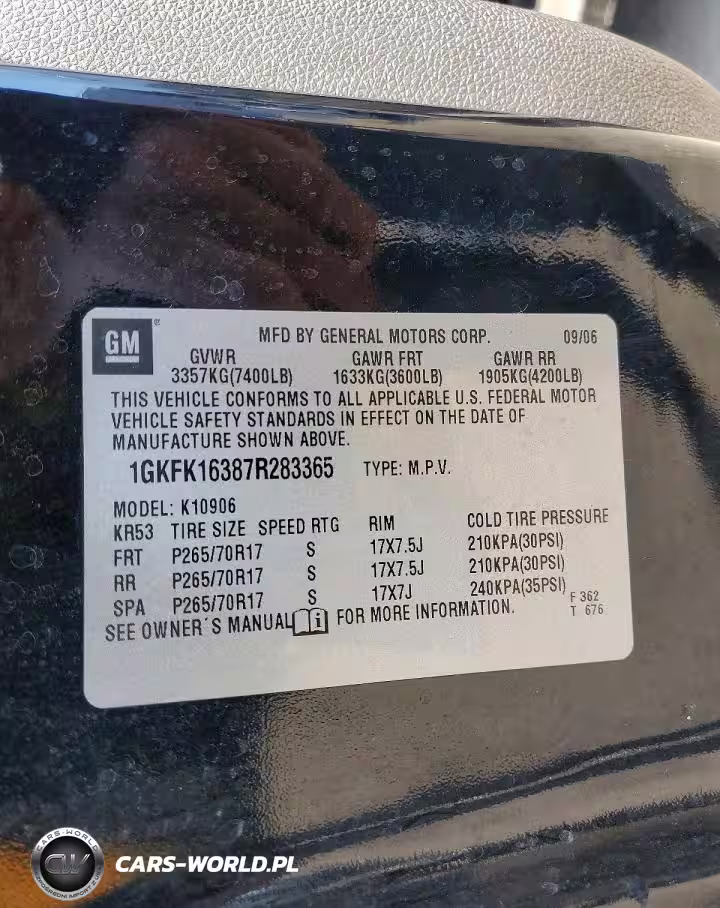 GM ® MFD BY GENERAL MOTORS CORP. 09/06
GVWR GAWR FRT GAWR RR
3357KG(7400LB) 1633KG(3600LB) 1905KG(4200LB)
THIS VEHICLE CONFORMS TO ALL APPLICABLE U.S. FEDERAL MOTOR
VEHICLE SAFETY STANDARDS IN EFFECT ON THE DATE OF
MANUFACTURE SHOWN ABOVE.
1GKFK16387R283365 TYPE: M.P.V.
MODEL: K10906
KR53 TIRE SIZE SPEED RTG RIM COLD TIRE PRESSURE
FRT P265/70R17 S 17X7.5J 210KPA(30PSI)
RR P265/70R17 S 17X7.5J 210KPA(30PSI)
SPA P265/70R17 S 17X7J 240KPA(35PSI)
SEE OWNER´S MANUAL FOR MORE INFORMATION.
F 362
T 676
CARS-WORLD.PL
CW
CARS-WORLD.PL